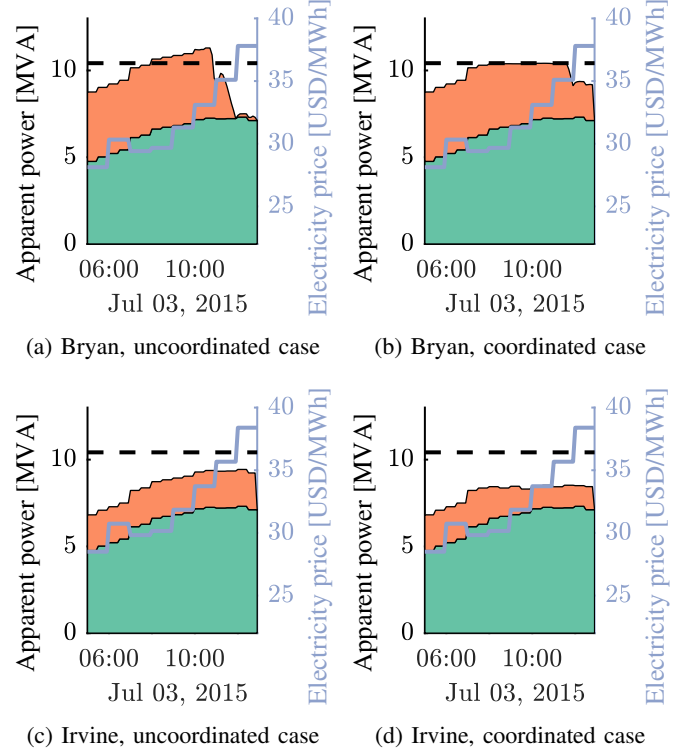 Apparent power [MVA]
10
5
0
40
35
30
25
Electricity price [USD/MWh]
06:00 10:00
Jul 03, 2015
(a) Bryan, uncoordinated case
Apparent power [MVA]
10
5
0
40
35
30
25
Electricity price [USD/MWh]
06:00 10:00
Jul 03, 2015
(b) Bryan, coordinated case
Apparent power [MVA]
10
5
0
40
35
30
25
Electricity price [USD/MWh]
06:00 10:00
Jul 03, 2015
(c) Irvine, uncoordinated case
Apparent power [MVA]
10
5
0
40
35
30
25
Electricity price [USD/MWh]
06:00 10:00
Jul 03, 2015
(d) Irvine, coordinated case